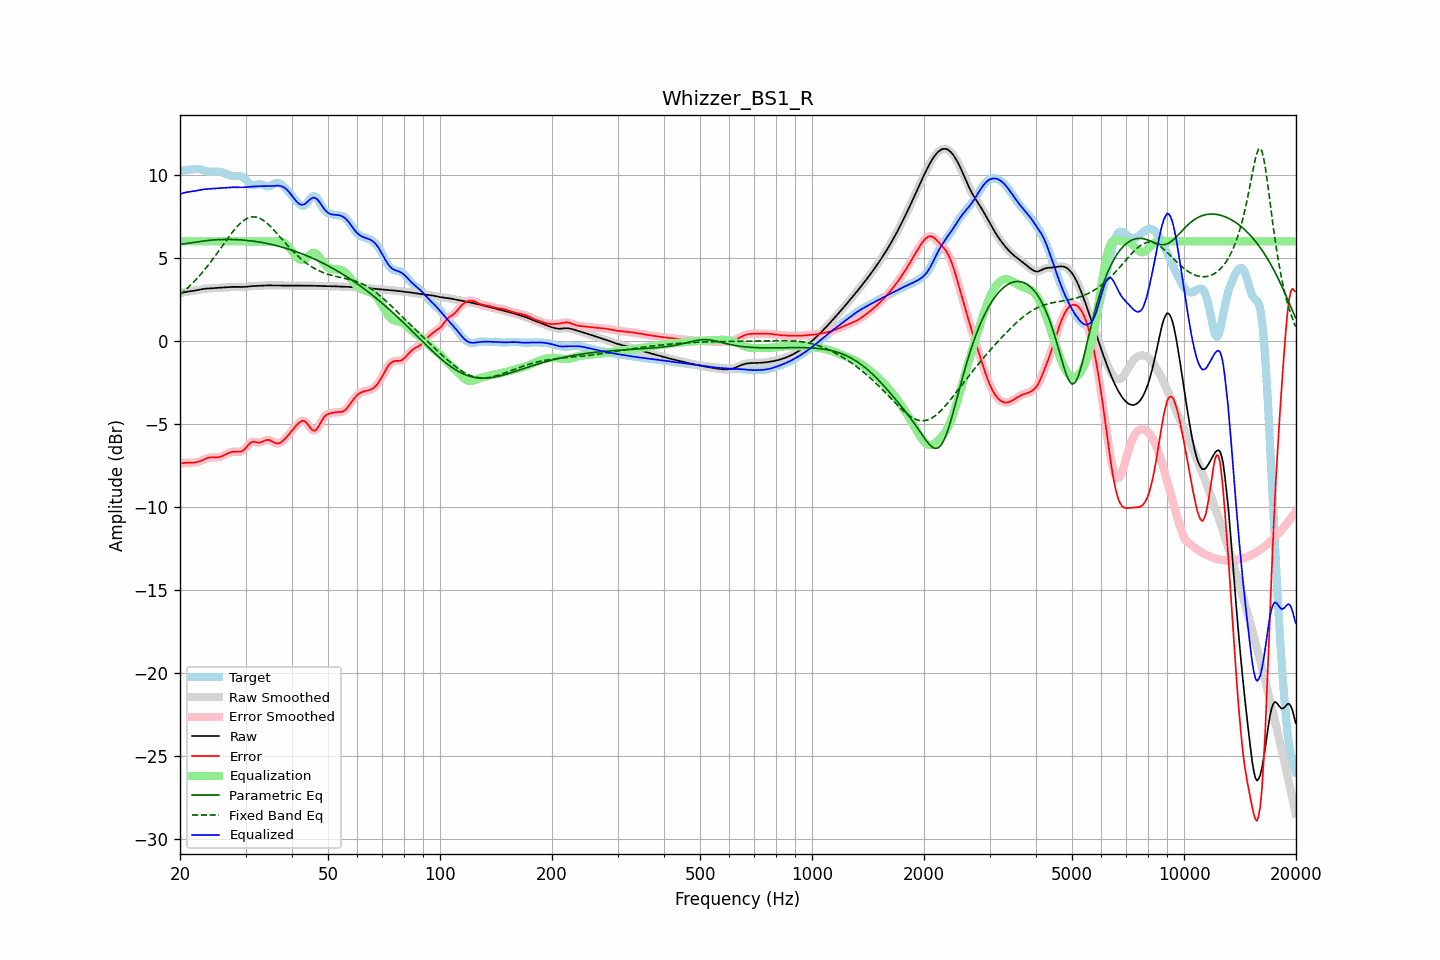 Whizzer_BS1_R
Amplitude (dBr)
10
5
0
−5
−10
−15
−20
−25
−30
Target
Raw Smoothed
Error Smoothed
Raw
Error
Equalization
Parametric Eq
Fixed Band Eq
Equalized
20 50 100 200 500 1000 2000 5000 10000 20000
Frequency (Hz)